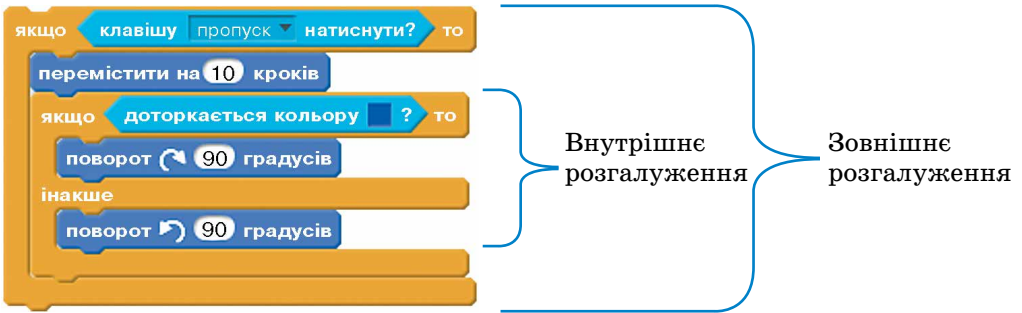 якщо клавішу пропуск натиснути? то
перемістити на 10 кроків
якщо доторкається кольору ? то
поворот 90 градусів
інакше
поворот 90 градусів
Внутрішнє
розгалуження
Зовнішнє
розгалуження